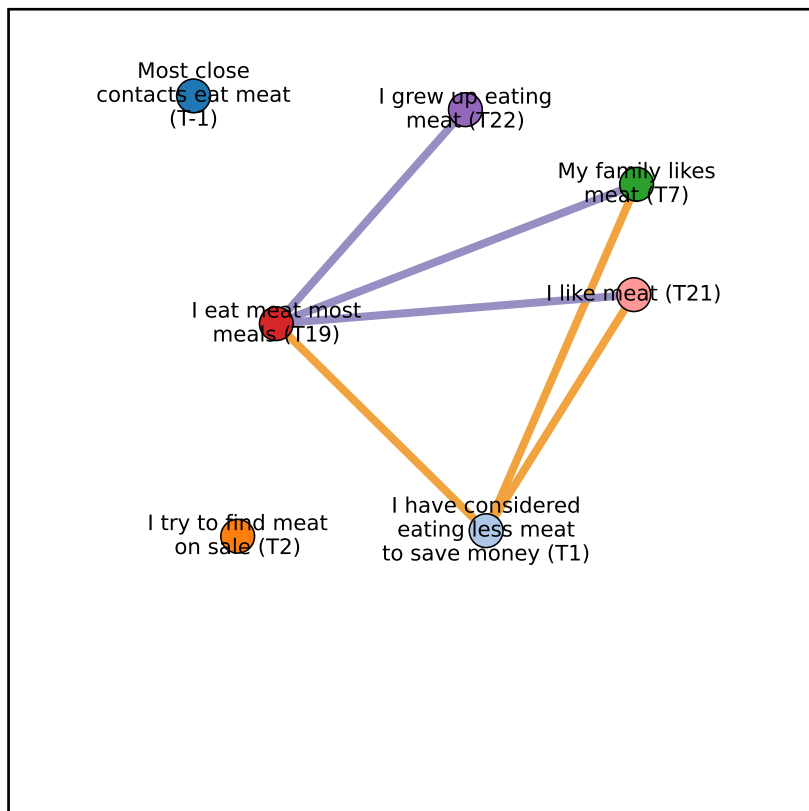 Most close
contacts eat meat
(T-1)
I grew up eating
meat (T22)
My family likes
meat (T7)
I like meat (T21)
I eat meat most
meals (T19)
I have considered
eating less meat
to save money (T1)
I try to find meat
on sale (T2)